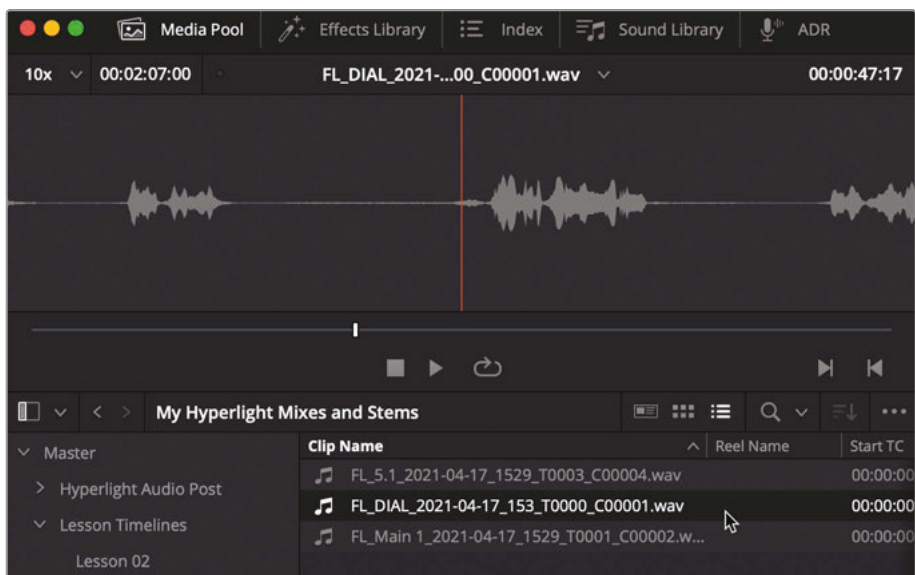 Media Pool Effects Library Index Sound Library ADR
10x 00:02:07:00 FL_DIAL_2021-...00_C00001.wav 00:00:47:17
My Hyperlight Mixes and Stems
Master
Hyperlight Audio Post
Lesson Timelines
Lesson 02
Clip Name Reel Name Start TC
FL_5.1_2021-04-17_1529_T0003_C00004.wav 00:00:00
FL_DIAL_2021-04-17_153_T0000_C00001.wav 00:00:00
FL_Main 1_2021-04-17_1529_T0001_C00002.w... 00:00:00